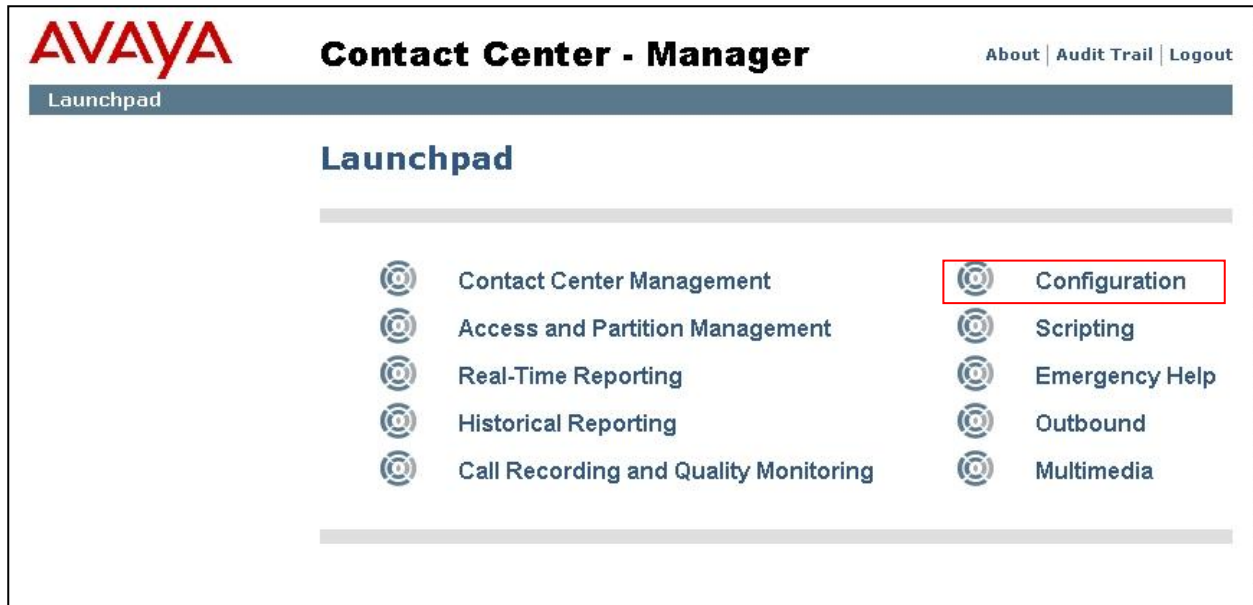 AVAYA
Contact Center - Manager
About | Audit Trail | Logout
Launchpad
Launchpad
Contact Center Management
Configuration
Access and Partition Management
Scripting
Real-Time Reporting
Emergency Help
Historical Reporting
Outbound
Call Recording and Quality Monitoring
Multimedia